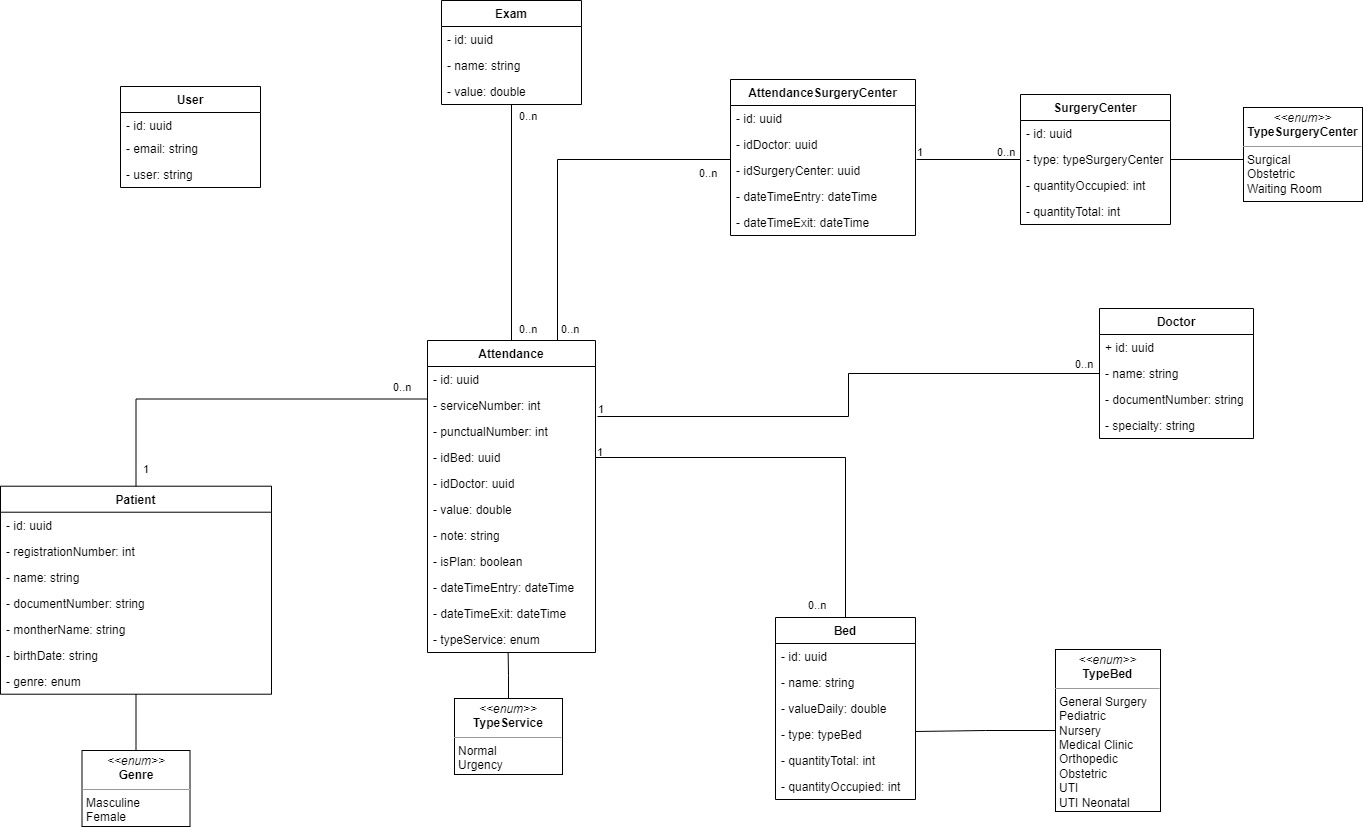 Exam
- id: uuid
- name: string
- value: double
0..n
User
- id: uuid
- email: string
- user: string
AttendanceSurgeryCenter
- id: uuid
- idDoctor: uuid
- idSurgeryCenter: uuid
- dateTimeEntry: dateTime
- dateTimeExit: dateTime
0..n
1
0..n
SurgeryCenter
- id: uuid
- type: typeSurgeryCenter
- quantityOccupied: int
- quantityTotal: int
<<enum>>
TypeSurgeryCenter
Surgical
Obstetric
Waiting Room
0..n
0..n
Attendance
- id: uuid
- serviceNumber: int
- punctualNumber: int
- idBed: uuid
- idDoctor: uuid
- value: double
- note: string
- isPlan: boolean
- dateTimeEntry: dateTime
- dateTimeExit: dateTime
- typeService: enum
0..n
1
1
0..n
Doctor
+ id: uuid
- name: string
- documentNumber: string
- specialty: string
1
Patient
- id: uuid
- registrationNumber: int
- name: string
- documentNumber: string
- montherName: string
- birthDate: string
- genre: enum
<<enum>>
Genre
Masculine
Female
<<enum>>
TypeService
Normal
Urgency
0..n
Bed
- id: uuid
- name: string
- valueDaily: double
- type: typeBed
- quantityTotal: int
- quantityOccupied: int
<<enum>>
TypeBed
General Surgery
Pediatric
Nursery
Medical Clinic
Orthopedic
Obstetric
UTI
UTI Neonatal